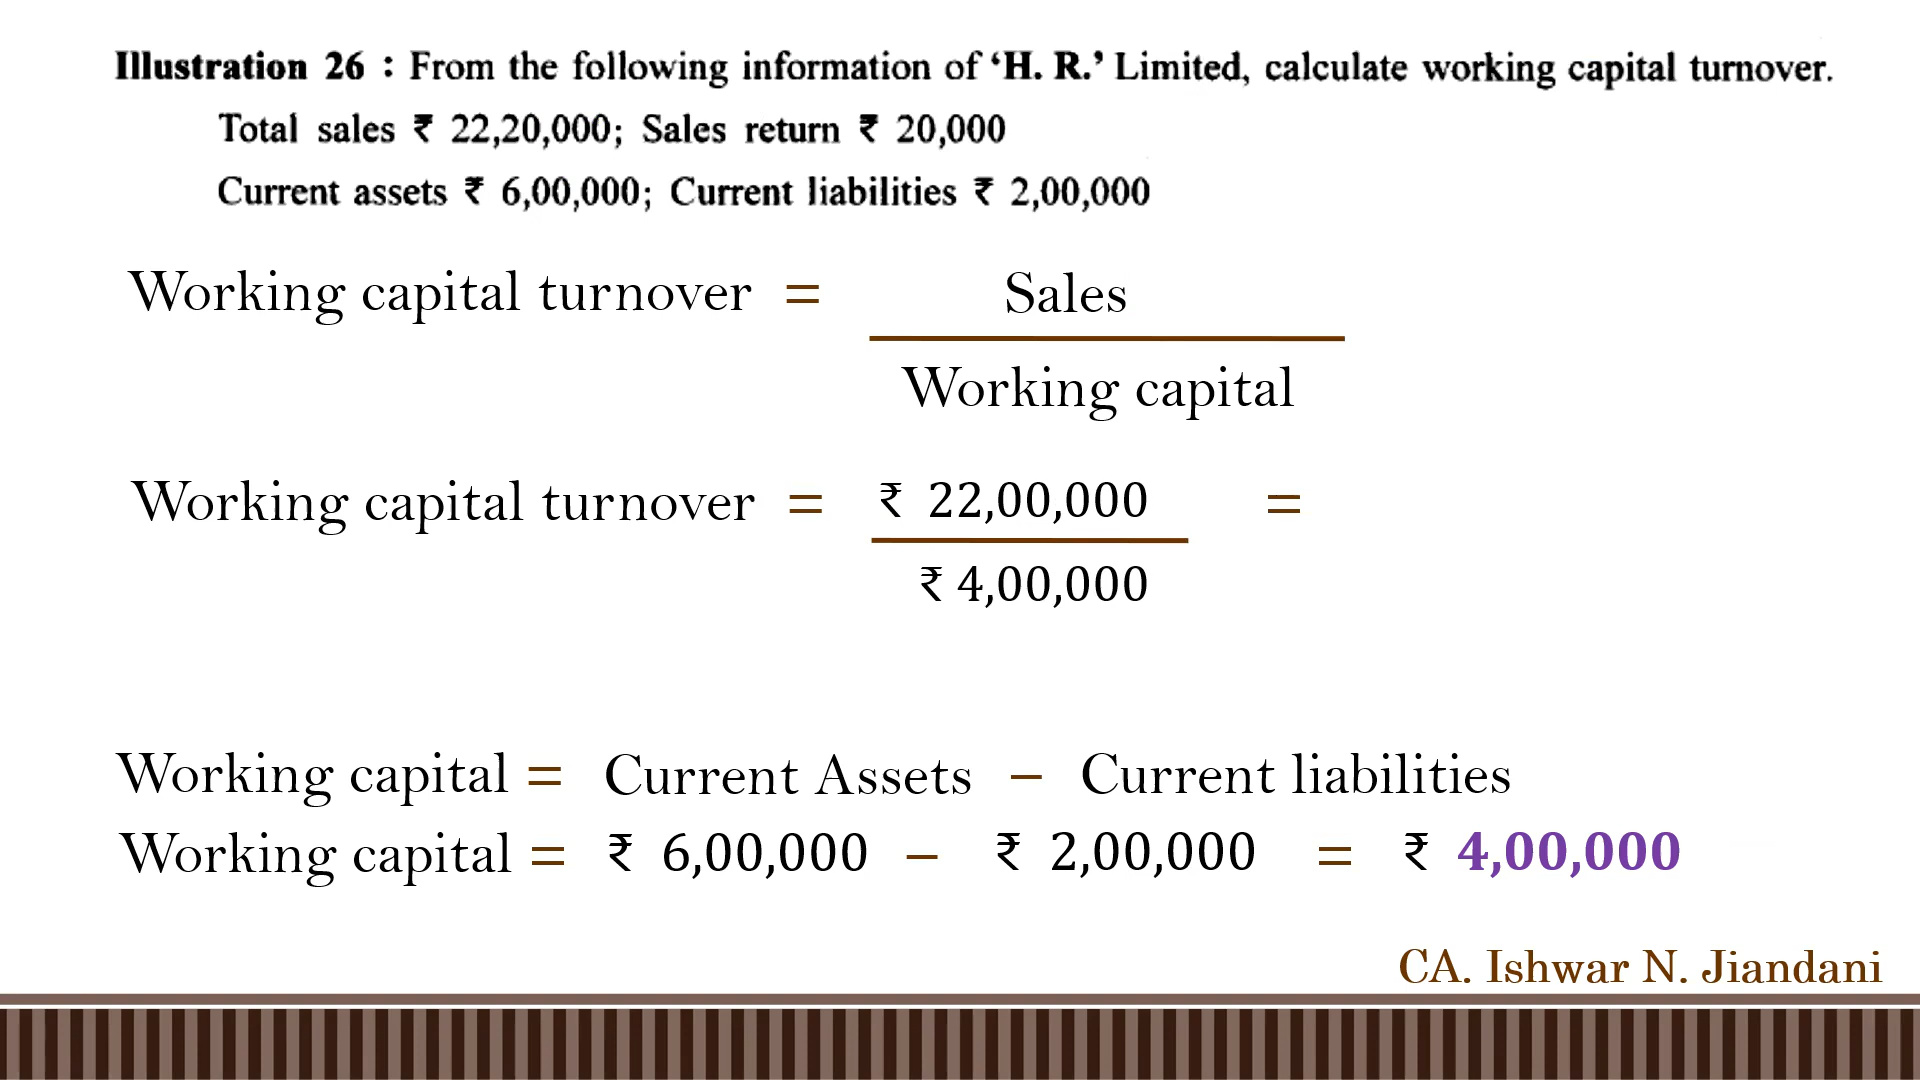 Illustration 26 : From the following information of ‘H. R.’ Limited, calculate working capital turnover.
Total sales ₹ 22,20,000; Sales return ₹ 20,000
Current assets ₹ 6,00,000; Current liabilities ₹ 2,00,000
Working capital turnover = Sales
Working capital
Working capital turnover = ₹ 22,00,000 =
₹ 4,00,000
Working capital = Current Assets – Current liabilities
Working capital = ₹ 6,00,000 – ₹ 2,00,000 = ₹ 4,00,000
CA. Ishwar N. Jiandani